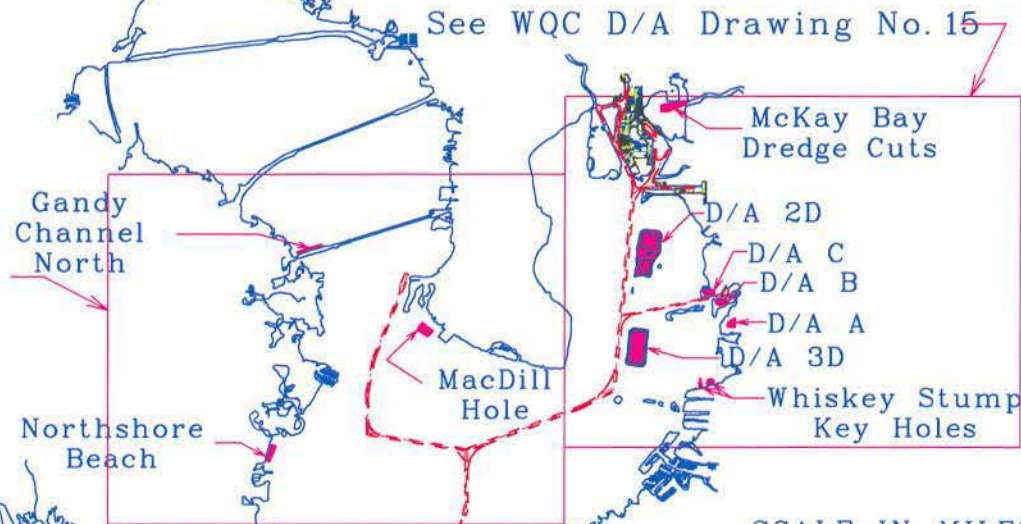 See WQC D/A Drawing No. 15
McKay Bay
Dredge Cuts
Gandy
Channel
North
D/A 2D
D/A C
D/A B
D/A A
D/A 3D
MacDill
Hole
Whiskey Stump
Key Holes
Northshore
Beach